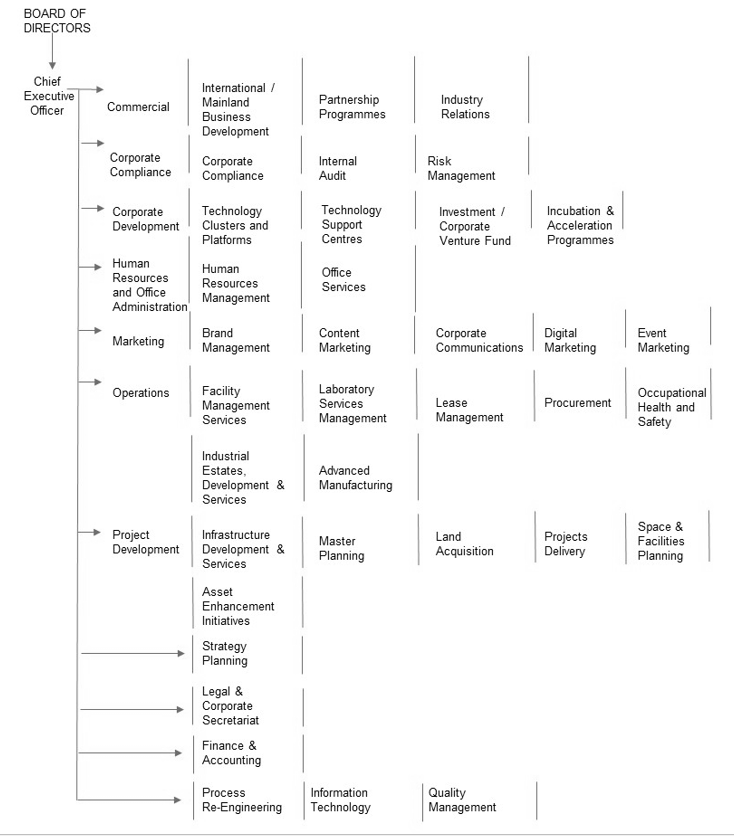 BOARD OF
DIRECTORS
Chief
Executive
Officer
Commercial
International /
Mainland
Business
Development
Partnership
Programmes
Industry
Relations
Corporate
Compliance
Corporate
Compliance
Internal
Audit
Risk
Management
Corporate
Development
Technology
Clusters and
Platforms
Technology
Support
Centres
Investment /
Corporate
Venture Fund
Incubation &
Acceleration
Programmes
Human
Resources
and Office
Administration
Human
Resources
Management
Office
Services
Marketing
Brand
Management
Content
Marketing
Corporate
Communications
Digital
Marketing
Event
Marketing
Operations
Facility
Management
Services
Laboratory
Services
Management
Lease
Management
Procurement
Occupational
Health and
Safety
Industrial
Estates,
Development &
Services
Advanced
Manufacturing
Project
Development
Infrastructure
Development &
Services
Master
Planning
Land
Acquisition
Projects
Delivery
Space &
Facilities
Planning
Asset
Enhancement
Initiatives
Strategy
Planning
Legal &
Corporate
Secretariat
Finance &
Accounting
Process
Re-Engineering
Information
Technology
Quality
Management